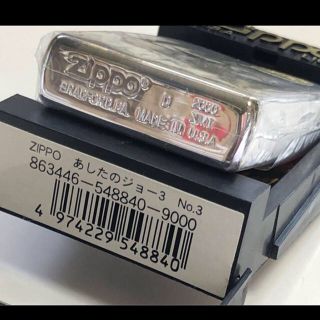 Zippo
BRADFORD, PA. MADE IN U.S.A.
ZIPPO あしたのジョー3 No.3
863446-548840-9000
4 974229 548840